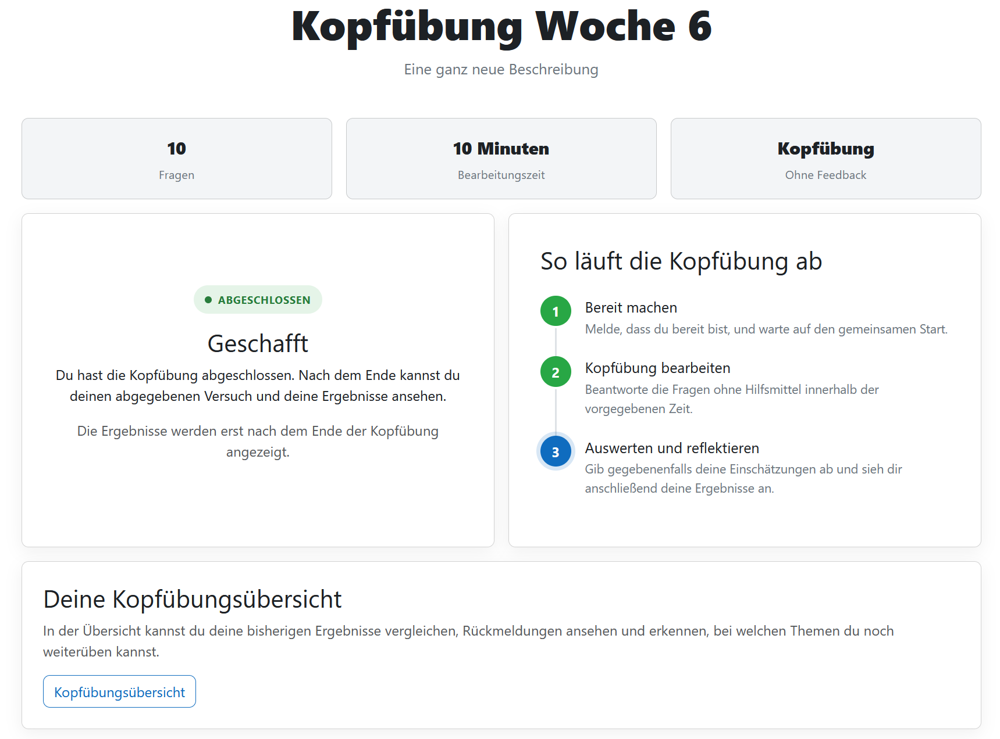 Kopfübung Woche 6
Eine ganz neue Beschreibung
10
Fragen
10 Minuten
Bearbeitungszeit
Kopfübung
Ohne Feedback
ABGESCHLOSSEN
Geschafft
Du hast die Kopfübung abgeschlossen. Nach dem Ende kannst du
deinen abgegebenen Versuch und deine Ergebnisse ansehen.
Die Ergebnisse werden erst nach dem Ende der Kopfübung
angezeigt.
So läuft die Kopfübung ab
1
Bereit machen
Melde, dass du bereit bist, und warte auf den gemeinsamen Start.
2
Kopfübung bearbeiten
Beantworte die Fragen ohne Hilfsmittel innerhalb der
vorgegebenen Zeit.
3
Auswerten und reflektieren
Gib gegebenenfalls deine Einschätzungen ab und sieh dir
anschließend deine Ergebnisse an.
Deine Kopfübungsübersicht
In der Übersicht kannst du deine bisherigen Ergebnisse vergleichen, Rückmeldungen ansehen und erkennen, bei welchen Themen du noch
weiterüben kannst.
Kopfübungsübersicht